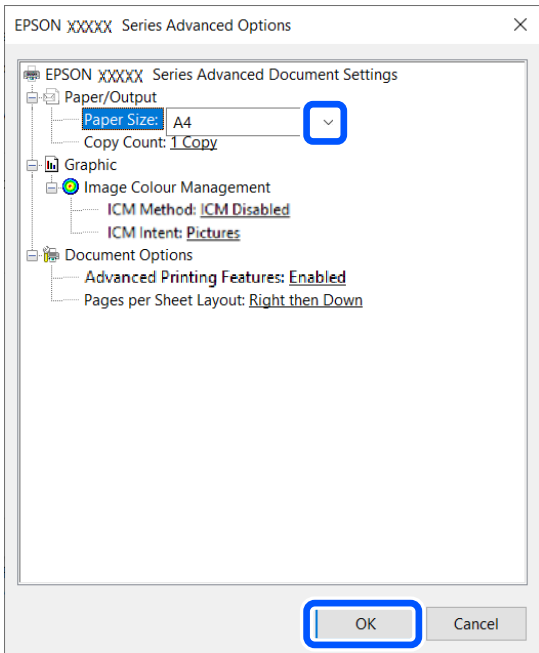 EPSON XXXXX Series Advanced Options
EPSON XXXXX Series Advanced Document Settings
Paper/Output
Paper Size: A4
Copy Count: 1 Copy
Graphic
Image Colour Management
ICM Method: ICM Disabled
ICM Intent: Pictures
Document Options
Advanced Printing Features: Enabled
Pages per Sheet Layout: Right then Down
OK Cancel